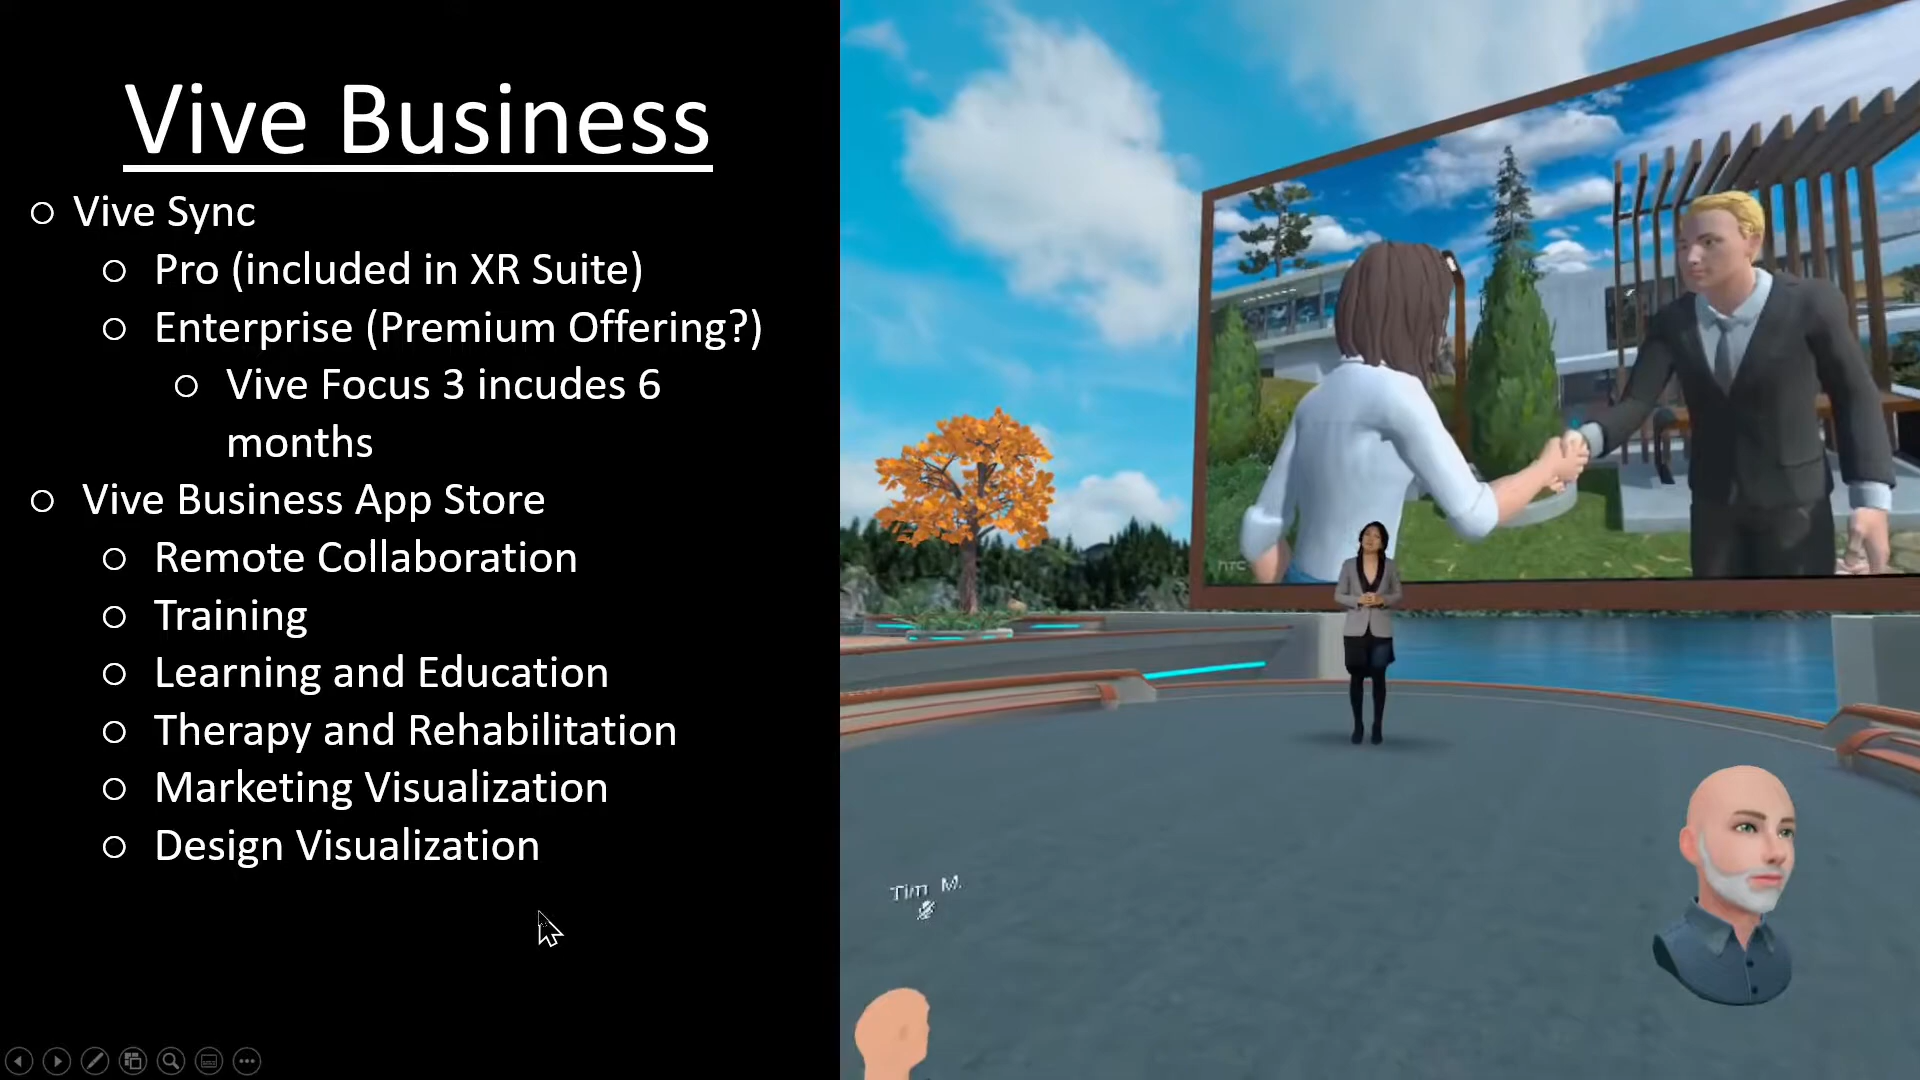 Vive Business
Vive Sync
Pro (included in XR Suite)
Enterprise (Premium Offering?)
Vive Focus 3 incudes 6
months
Vive Business App Store
Remote Collaboration
Training
Learning and Education
Therapy and Rehabilitation
Marketing Visualization
Design Visualization
hTC
Tim M.